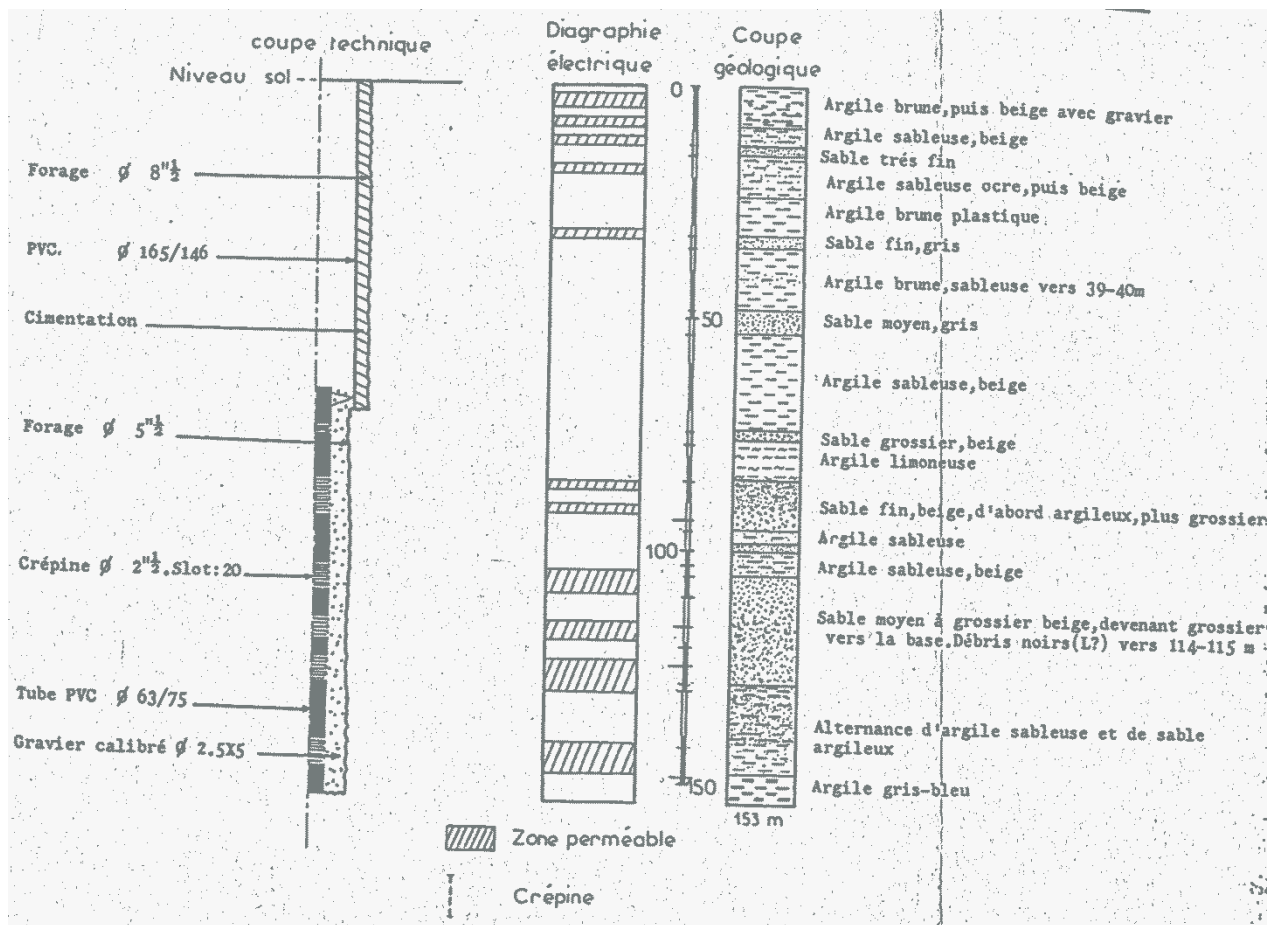 coupe technique
Niveau sol
Forage ø 8"½
PVC. ø 165/146
Cimentation
Forage ø 5"½
Crépine ø 2"½.Slot:20
Tube PVC ø 63/75
Gravier calibré ø 2.5X5
Diagraphie
électrique
0
50
100
150
Coupe
géologique
Argile brune,puis beige avec gravier
Argile sableuse,beige
Sable trés fin
Argile sableuse ocre,puis beige
Argile brune plastique
Sable fin,gris
Argile brune,sableuse vers 39-40m
Sable moyen,gris
Argile sableuse,beige
Sable grossier,beige
Argile limoneuse
Sable fin,beige,d'abord argileux,plus grossier
Argile sableuse
Argile sableuse,beige
Sable moyen à grossier beige,devenant grossier
vers la base.Débris noirs(L?) vers 114-115 m
Alternance d'argile sableuse et de sable
argileux
Argile gris-bleu
153 m
Zone perméable
Crépine